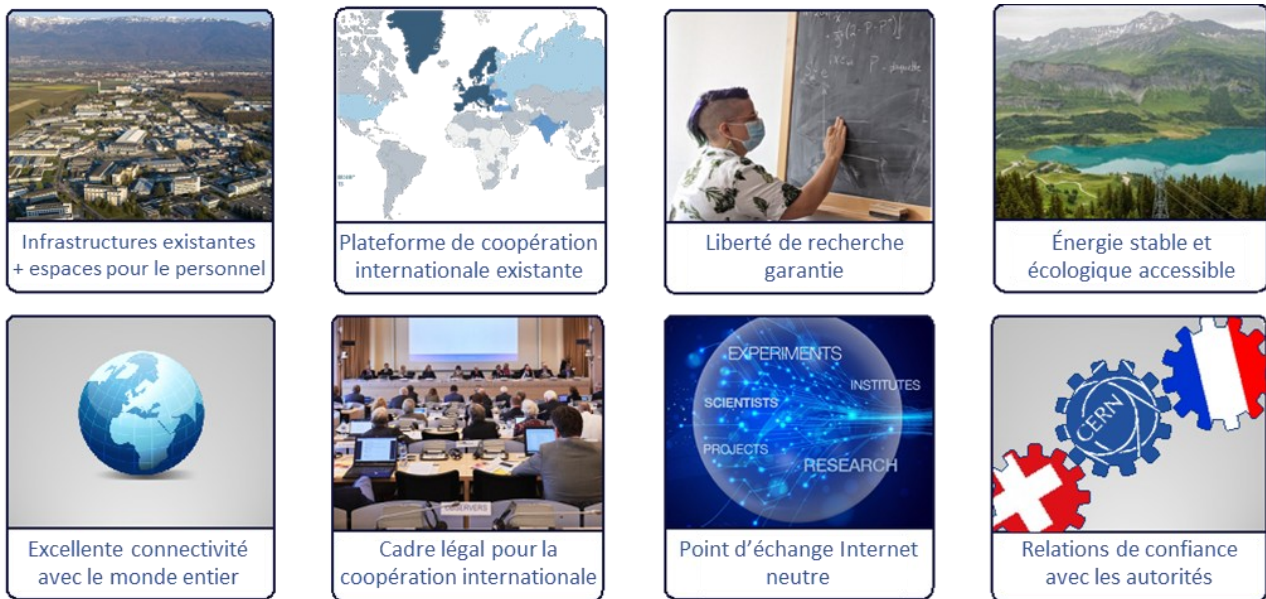 Infrastructures existantes
+ espaces pour le personnel
Plateforme de coopération
internationale existante
Liberté de recherche
garantie
Énergie stable et
écologique accessible
EXPERIMENTS
INSTITUTES
SCIENTISTS
PROJECTS
RESEARCH
CERN
OBSERVERS
Excellente connectivité
avec le monde entier
Cadre légal pour la
coopération internationale
Point d’échange Internet
neutre
Relations de confiance
avec les autorités